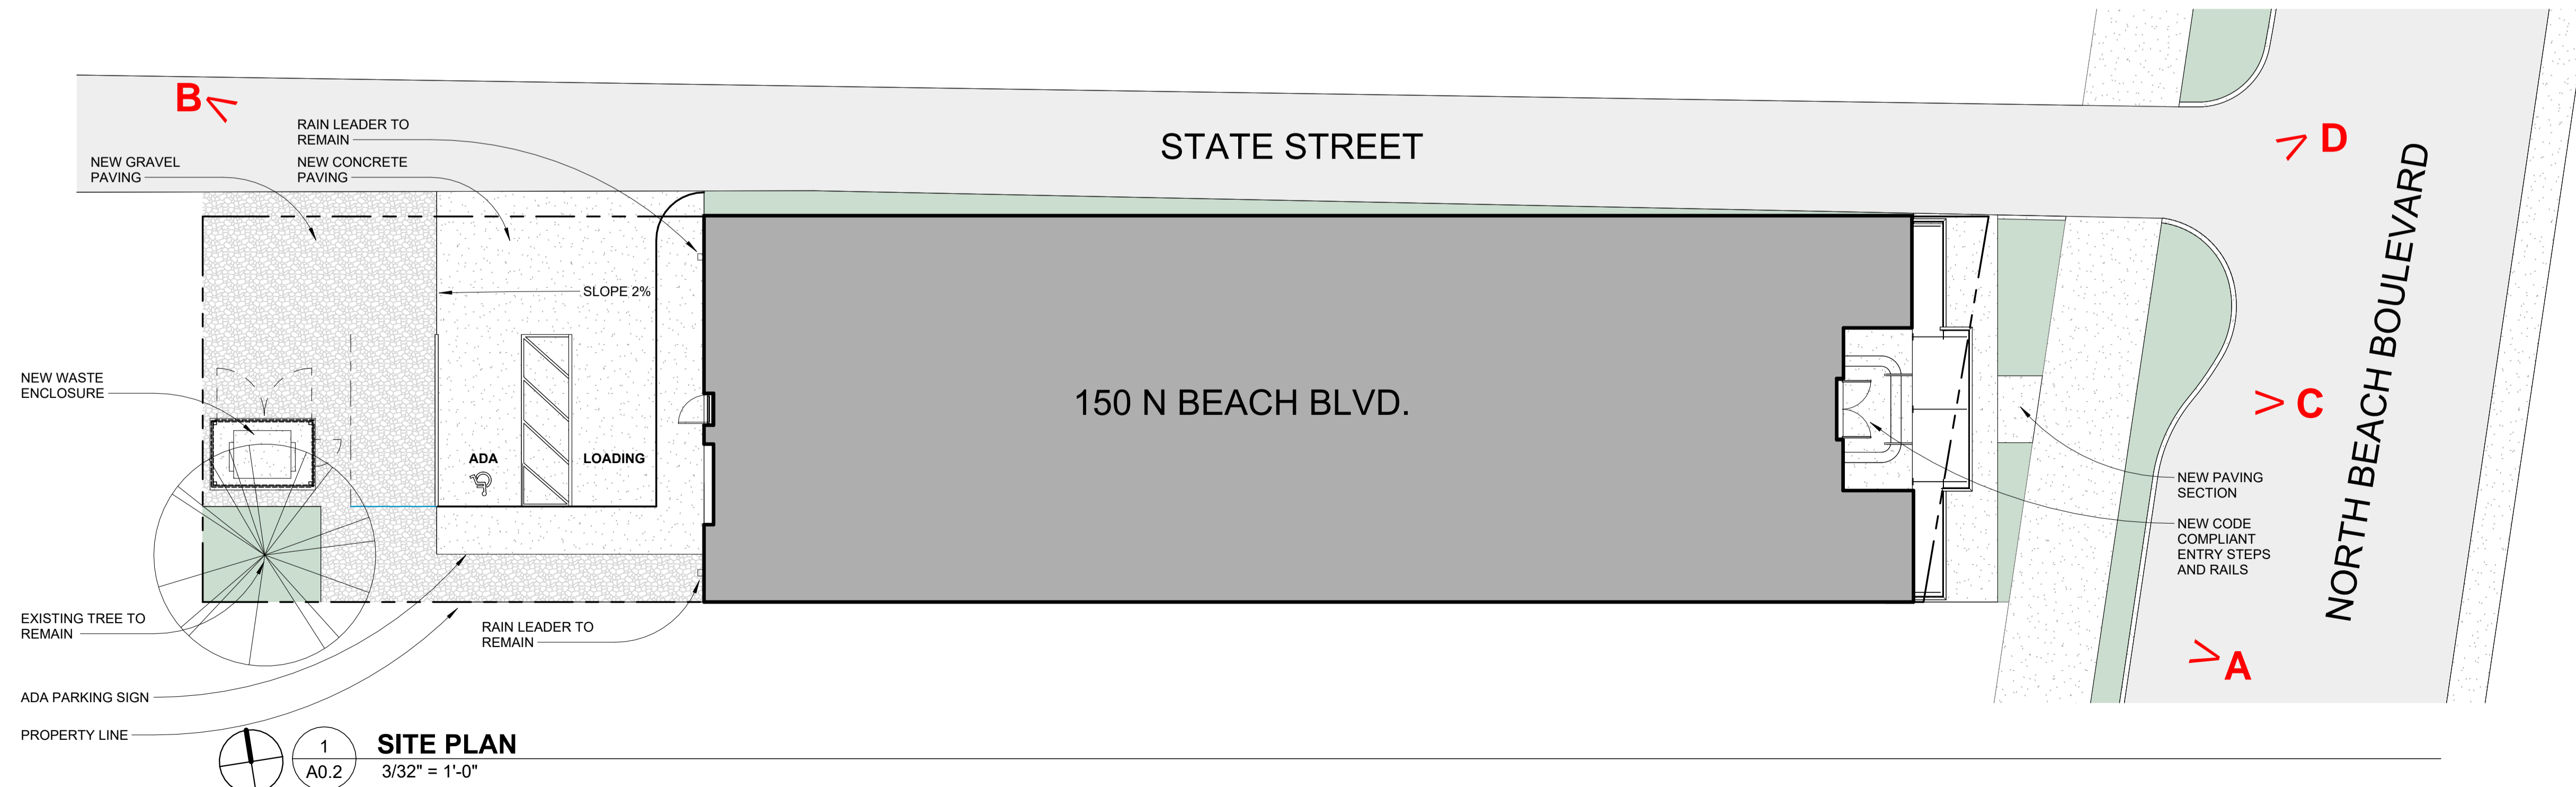 B
RAIN LEADER TO
REMAIN
NEW GRAVEL
PAVING
NEW CONCRETE
PAVING
STATE STREET
D
NORTH BEACH BOULEVARD
SLOPE 2%
NEW WASTE
ENCLOSURE
ADA
LOADING
150 N BEACH BLVD.
C
NEW PAVING
SECTION
NEW CODE
COMPLIANT
ENTRY STEPS
AND RAILS
A
EXISTING TREE TO
REMAIN
RAIN LEADER TO
REMAIN
ADA PARKING SIGN
PROPERTY LINE
1
A0.2
SITE PLAN
3/32" = 1'-0"